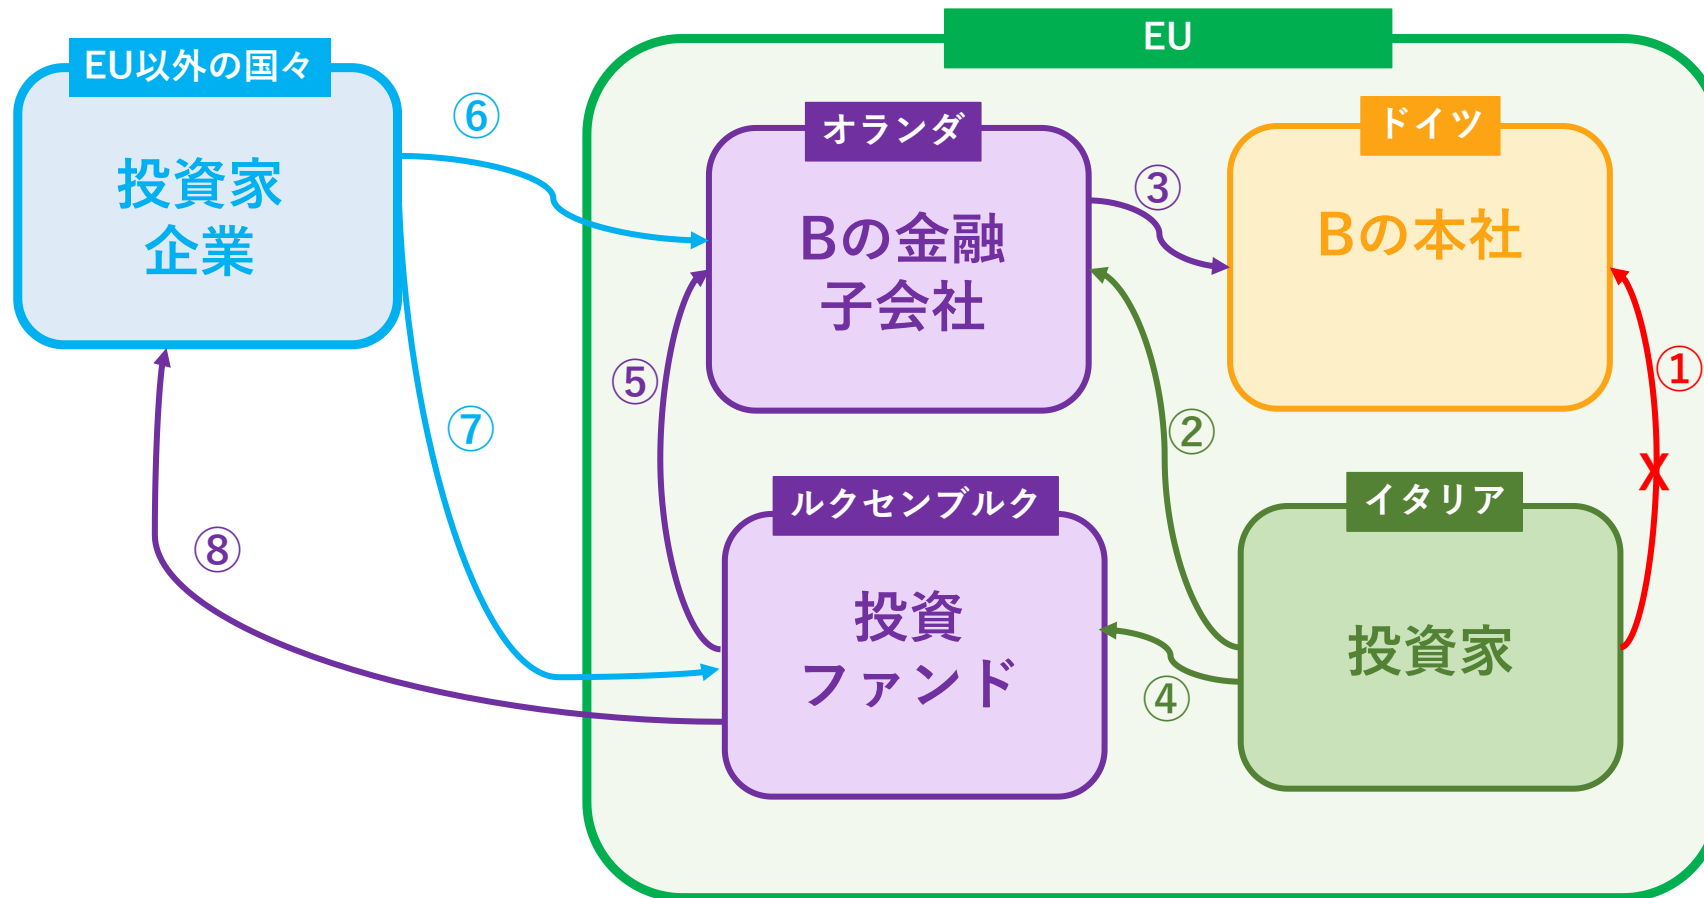 EU
EU以外の国々
投資家
企業
⑥
オランダ
Bの金融
子会社
③
ドイツ
Bの本社
①
X
⑤
②
⑦
⑧
ルクセンブルク
投資
ファンド
④
イタリア
投資家